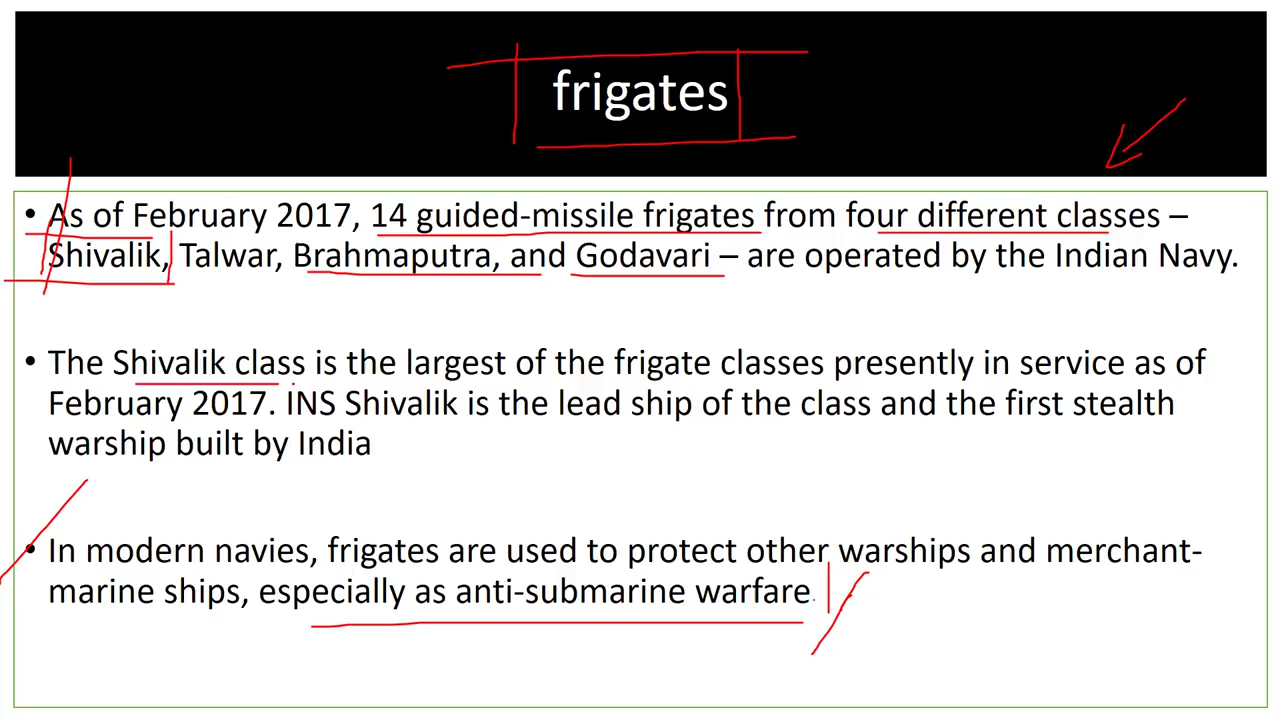 frigates
• As of February 2017, 14 guided-missile frigates from four different classes –
Shivalik, Talwar, Brahmaputra, and Godavari – are operated by the Indian Navy.
• The Shivalik class is the largest of the frigate classes presently in service as of
February 2017. INS Shivalik is the lead ship of the class and the first stealth
warship built by India
• In modern navies, frigates are used to protect other warships and merchant-
marine ships, especially as anti-submarine warfare.